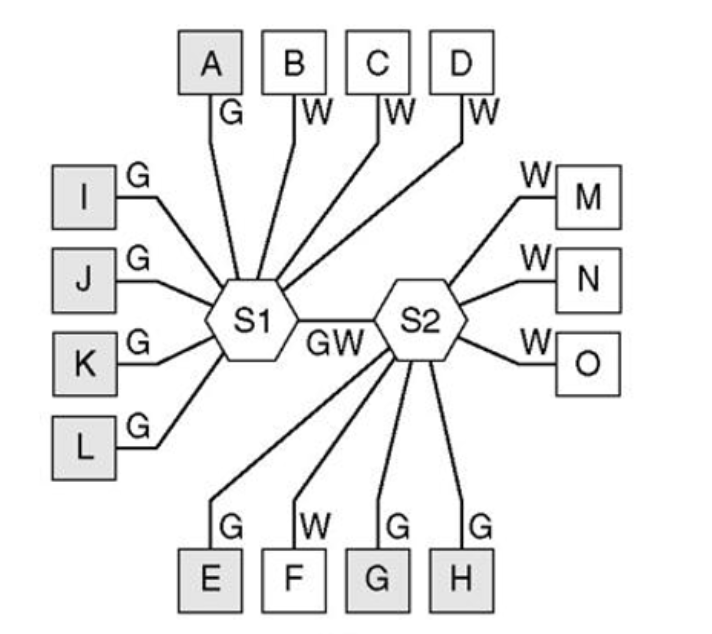 A B C D
G W W W
I G W M
J G W N
S1 GW S2
K G W O
L G
G W G G
E F G H